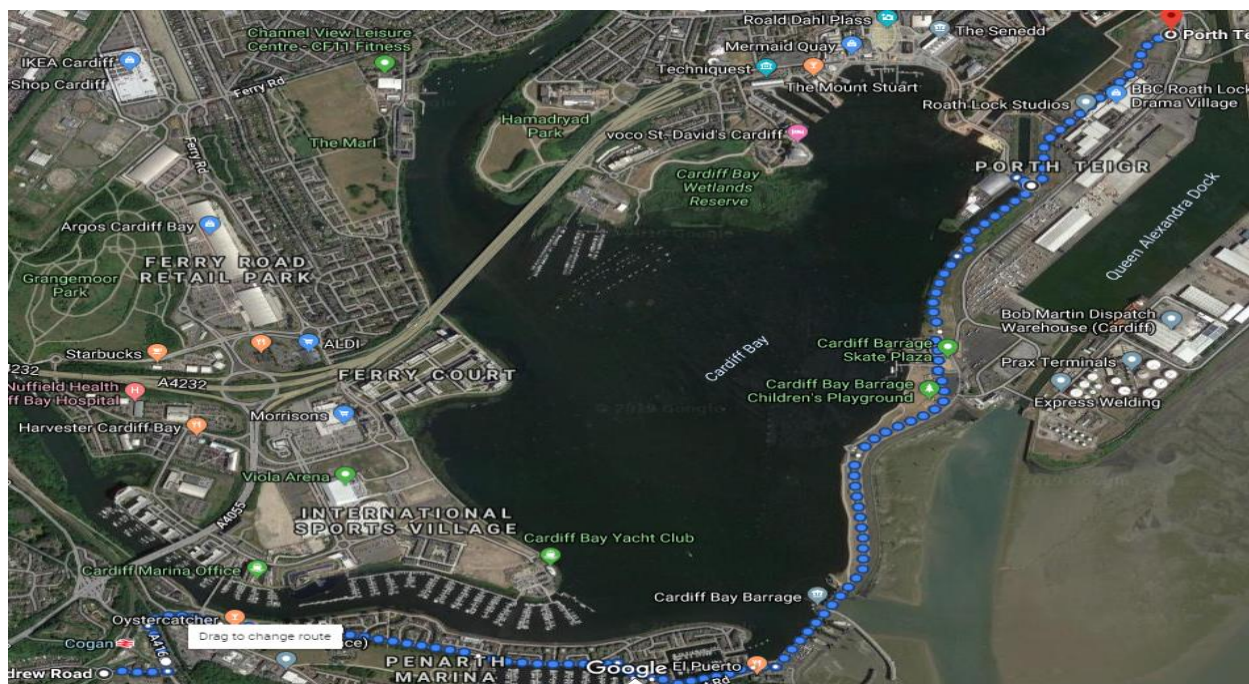 Roald Dahl Plass
The Senedd
Porth Te
Channel View Leisure
Centre - CF11 Fitness
Mermaid Quay
IKEA Cardiff
Shop Cardiff
Techniquest
The Mount Stuart
BBC Roath Lock
Drama Village
Ferry Rd
Roath Lock Studios
Hamadryad
Park
The Marl
voco St. David's Cardiff
PORTH TEIGR
Ferry Rd
Cardiff Bay
Wetlands
Reserve
Queen Alexandra Dock
Argos Cardiff Bay
FERRY ROAD
RETAIL PARK
Grangemoor
Park
Bob Martin Dispatch
Warehouse (Cardiff)
Starbucks
ALDI
Cardiff Barrage
Skate Plaza
Cardiff Bay
Prax Terminals
4232
A4232
FERRY COURT
Nuffield Health
ff Bay Hospital
Cardiff Bay Barrage
Children's Playground
Express Welding
Morrisons
Harvester Cardiff Bay
Viola Arena
A4055
INTERNATIONAL
SPORTS VILLAGE
Cardiff Bay Yacht Club
Cardiff Marina Office
Cardiff Bay Barrage
Oystercatcher
Drag to change route
ce)
Cogan
A416
PENARTH
MARINA
Google
El Puerto
Rd
drew Road